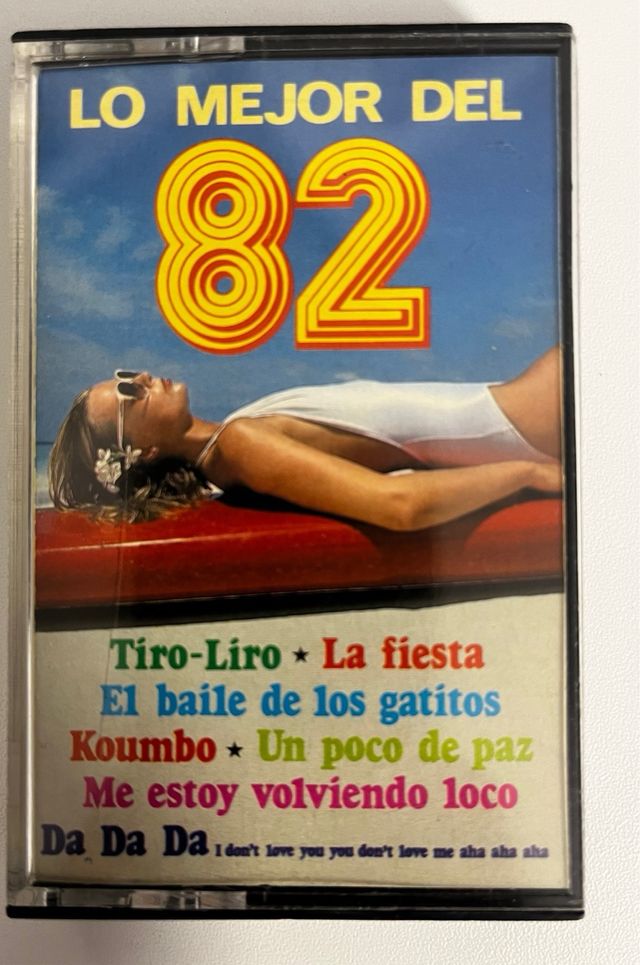 LO MEJOR DEL
82
Tiro-Liro ★ La fiesta
El baile de los gatitos
Koumbo ★ Un poco de paz
Me estoy volviendo loco
Da Da Da I don't love you you don't love me aha aha aha